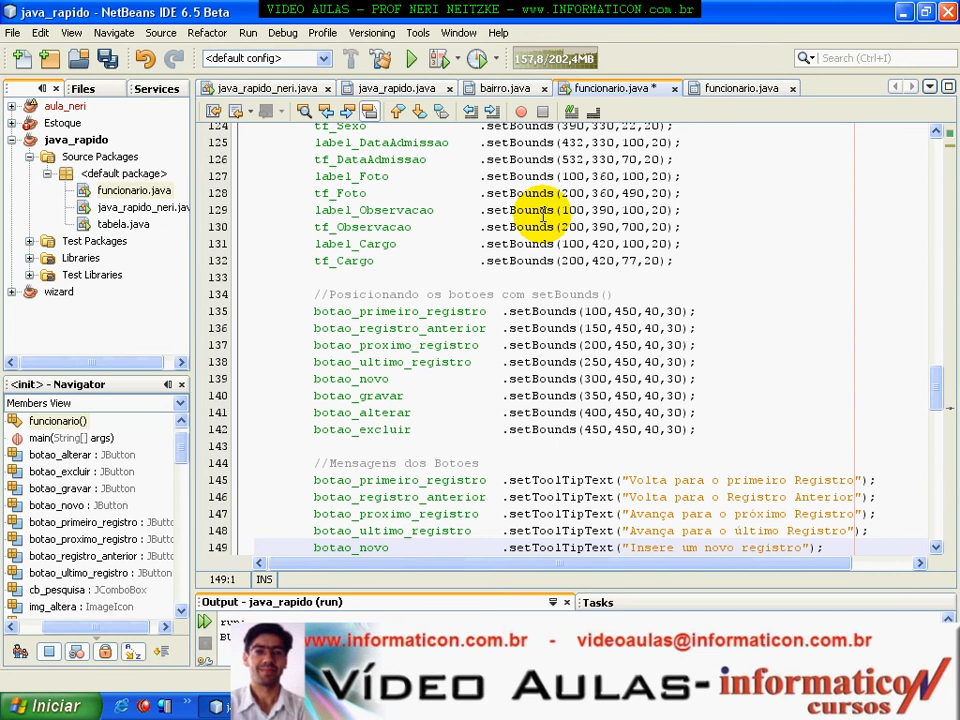 java_rapido - NetBeans IDE 6.5 Beta
VIDEO AULAS - PROF NERI NEITZKE - www.INFORMATICON.com.br
File Edit View Navigate Source Refactor Run Debug Profile Versioning Tools Window Help
<default config>
157,8/202,4MB
Search (Ctrl+I)
Files Services
java_rapido_neri.java java_rapido.java bairro.java funcionario.java * funcionario.java
aula_neri
Estoque
java_rapido
Source Packages
<default package>
funcionario.java
java_rapido_neri.jav
tabela.java
Test Packages
Libraries
Test Libraries
wizard
124 tf_Sexo .setBounds(390,330,22,20);
125 label_DataAdmissao .setBounds(432,330,100,20);
126 tf_DataAdmissao .setBounds(532,330,70,20);
127 label_Foto .setBounds(100,360,100,20);
128 tf_Foto .setBounds(200,360,490,20);
129 label_Observacao .setBounds(100,390,100,20);
130 tf_Observacao .setBounds(200,390,700,20);
131 label_Cargo .setBounds(100,420,100,20);
132 tf_Cargo .setBounds(200,420,77,20);
133
134 //Posicionando os botoes com setBounds()
135 botao_primeiro_registro .setBounds(100,450,40,30);
136 botao_registro_anterior .setBounds(150,450,40,30);
137 botao_proximo_registro .setBounds(200,450,40,30);
138 botao_ultimo_registro .setBounds(250,450,40,30);
139 botao_novo .setBounds(300,450,40,30);
140 botao_gravar .setBounds(350,450,40,30);
141 botao_alterar .setBounds(400,450,40,30);
142 botao_excluir .setBounds(450,450,40,30);
143
144 //Mensagens dos Botoes
145 botao_primeiro_registro .setToolTipText("Volta para o primeiro Registro");
146 botao_registro_anterior .setToolTipText("Volta para o Registro Anterior");
147 botao_proximo_registro .setToolTipText("Avança para o próximo Registro");
148 botao_ultimo_registro .setToolTipText("Avança para o último Registro");
149 botao_novo .setToolTipText("Insere um novo registro");
149:1 INS
<init> - Navigator
Members View
funcionario()
main(String[] args)
botao_alterar : JButton
botao_excluir : JButton
botao_gravar : JButton
botao_novo : JButton
botao_primeiro_registro : JButto
botao_proximo_registro : JButto
botao_registro_anterior : JButto
botao_ultimo_registro : JButton
cb_pesquisa : JComboBox
img_altera : ImageIcon
Output - java_rapido (run) Tasks
run:
BU
www.informaticon.com.br - videoaulas@informaticon.com.br
VÍDEO AULAS - informaticoN
cursos
Iniciar